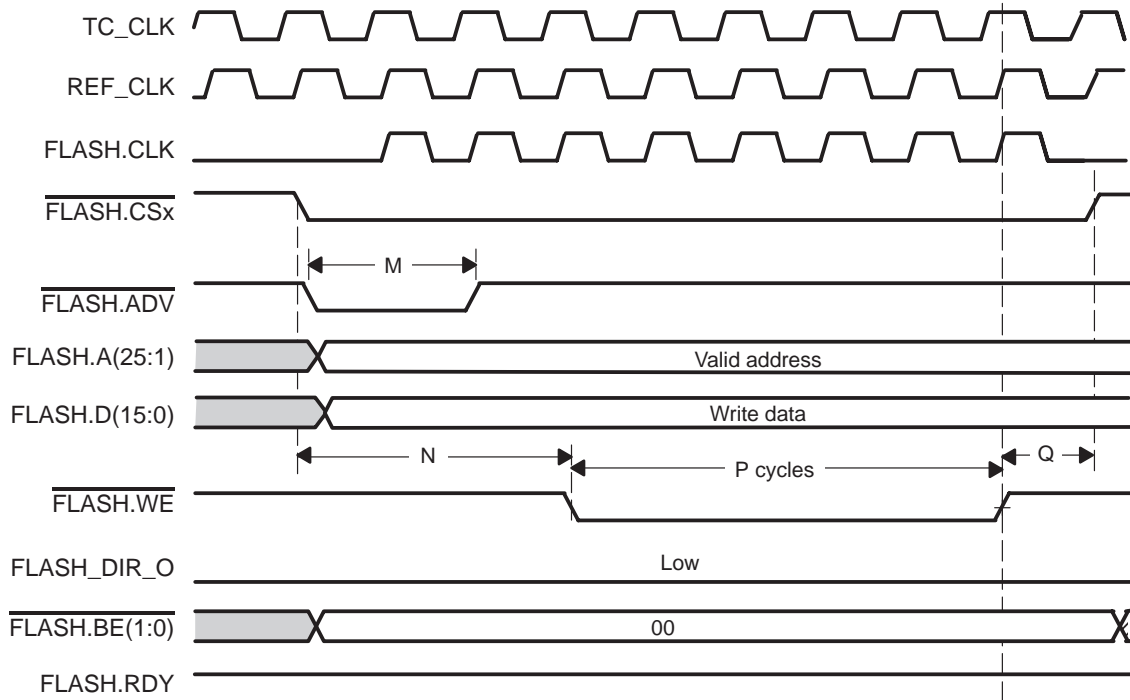 TC_CLK
REF_CLK
FLASH.CLK
FLASH.CSx
M
FLASH.ADV
FLASH.A(25:1)
Valid address
FLASH.D(15:0)
Write data
N
P cycles
Q
FLASH.WE
FLASH_DIR_O
Low
FLASH.BE(1:0)
00
FLASH.RDY